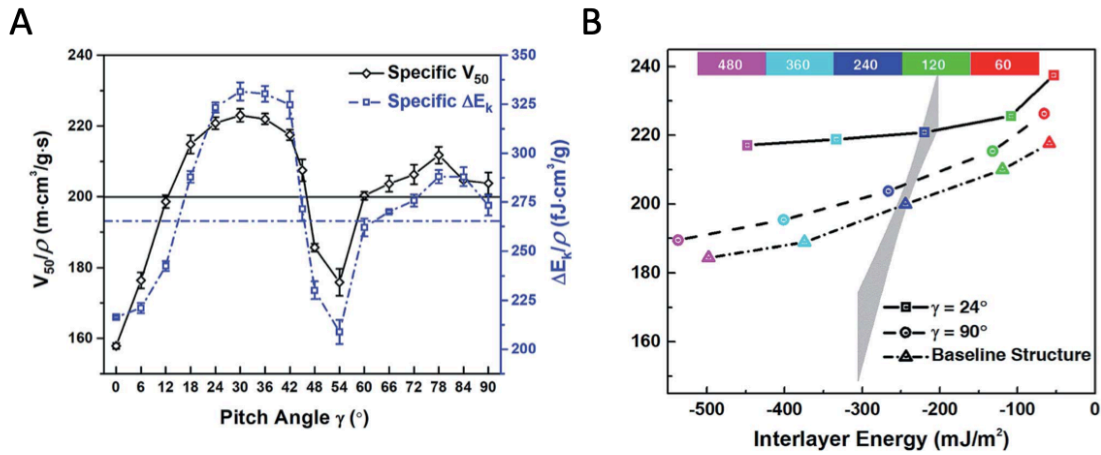 A
V50/ρ (m·cm³/g·s)
240
220
200
180
160
Specific V50
Specific ΔEk
350
325
300
275
250
225
200
ΔEk/ρ (fJ·cm³/g)
0 6 12 18 24 30 36 42 48 54 60 66 72 78 84 90
Pitch Angle γ (°)
B
480 360 240 120 60
240
220
200
180
160
γ = 24°
γ = 90°
Baseline Structure
-500 -400 -300 -200 -100 0
Interlayer Energy (mJ/m²)